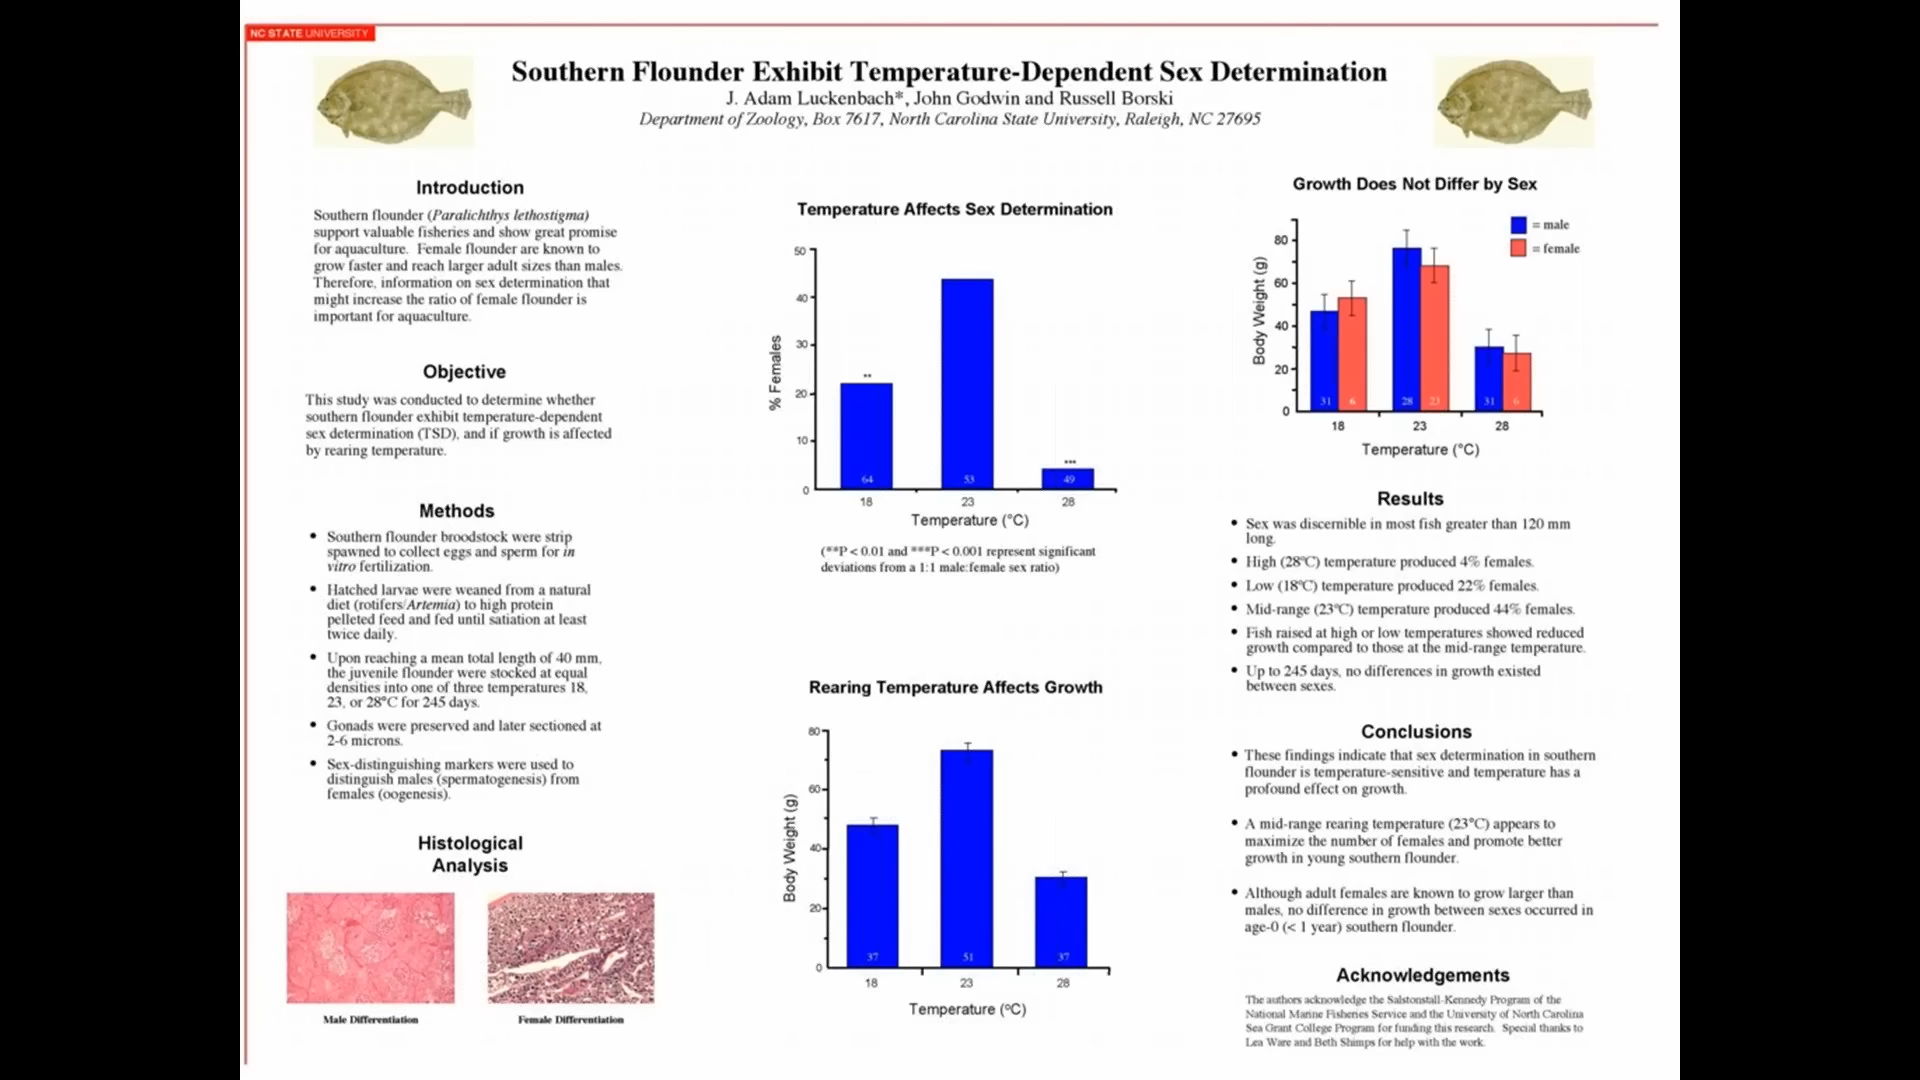 NC STATE UNIVERSITY
Southern Flounder Exhibit Temperature-Dependent Sex Determination
J. Adam Luckenbach*, John Godwin and Russell Borski
Department of Zoology, Box 7617, North Carolina State University, Raleigh, NC 27695
Introduction
Southern flounder (Paralichthys lethostigma)
support valuable fisheries and show great promise
for aquaculture. Female flounder are known to
grow faster and reach larger adult sizes than males.
Therefore, information on sex determination that
might increase the ratio of female flounder is
important for aquaculture.
Objective
This study was conducted to determine whether
southern flounder exhibit temperature-dependent
sex determination (TSD), and if growth is affected
by rearing temperature.
Methods
• Southern flounder broodstock were strip
spawned to collect eggs and sperm for in
vitro fertilization.
• Hatched larvae were weaned from a natural
diet (rotifers/Artemia) to high protein
pelleted feed and fed until satiation at least
twice daily.
• Upon reaching a mean total length of 40 mm,
the juvenile flounder were stocked at equal
densities into one of three temperatures 18,
23, or 28°C for 245 days.
• Gonads were preserved and later sectioned at
2-6 microns.
• Sex-distinguishing markers were used to
distinguish males (spermatogenesis) from
females (oogenesis).
Histological
Analysis
Male Differentiation
Female Differentiation
Temperature Affects Sex Determination
% Females
50
40
30
20
10
0
**
***
64
53
49
18
23
28
Temperature (°C)
(**P < 0.01 and ***P < 0.001 represent significant
deviations from a 1:1 male:female sex ratio)
Rearing Temperature Affects Growth
Body Weight (g)
80
60
40
20
0
37
51
37
18
23
28
Temperature (°C)
Growth Does Not Differ by Sex
= male
= female
Body Weight (g)
80
60
40
20
0
31
6
28
23
31
6
18
23
28
Temperature (°C)
Results
• Sex was discernible in most fish greater than 120 mm
long.
• High (28°C) temperature produced 4% females.
• Low (18°C) temperature produced 22% females.
• Mid-range (23°C) temperature produced 44% females.
• Fish raised at high or low temperatures showed reduced
growth compared to those at the mid-range temperature.
• Up to 245 days, no differences in growth existed
between sexes.
Conclusions
• These findings indicate that sex determination in southern
flounder is temperature-sensitive and temperature has a
profound effect on growth.
• A mid-range rearing temperature (23°C) appears to
maximize the number of females and promote better
growth in young southern flounder.
• Although adult females are known to grow larger than
males, no difference in growth between sexes occurred in
age-0 (< 1 year) southern flounder.
Acknowledgements
The authors acknowledge the Salstonstall-Kennedy Program of the
National Marine Fisheries Service and the University of North Carolina
Sea Grant College Program for funding this research. Special thanks to
Lea Ware and Beth Shimps for help with the work.